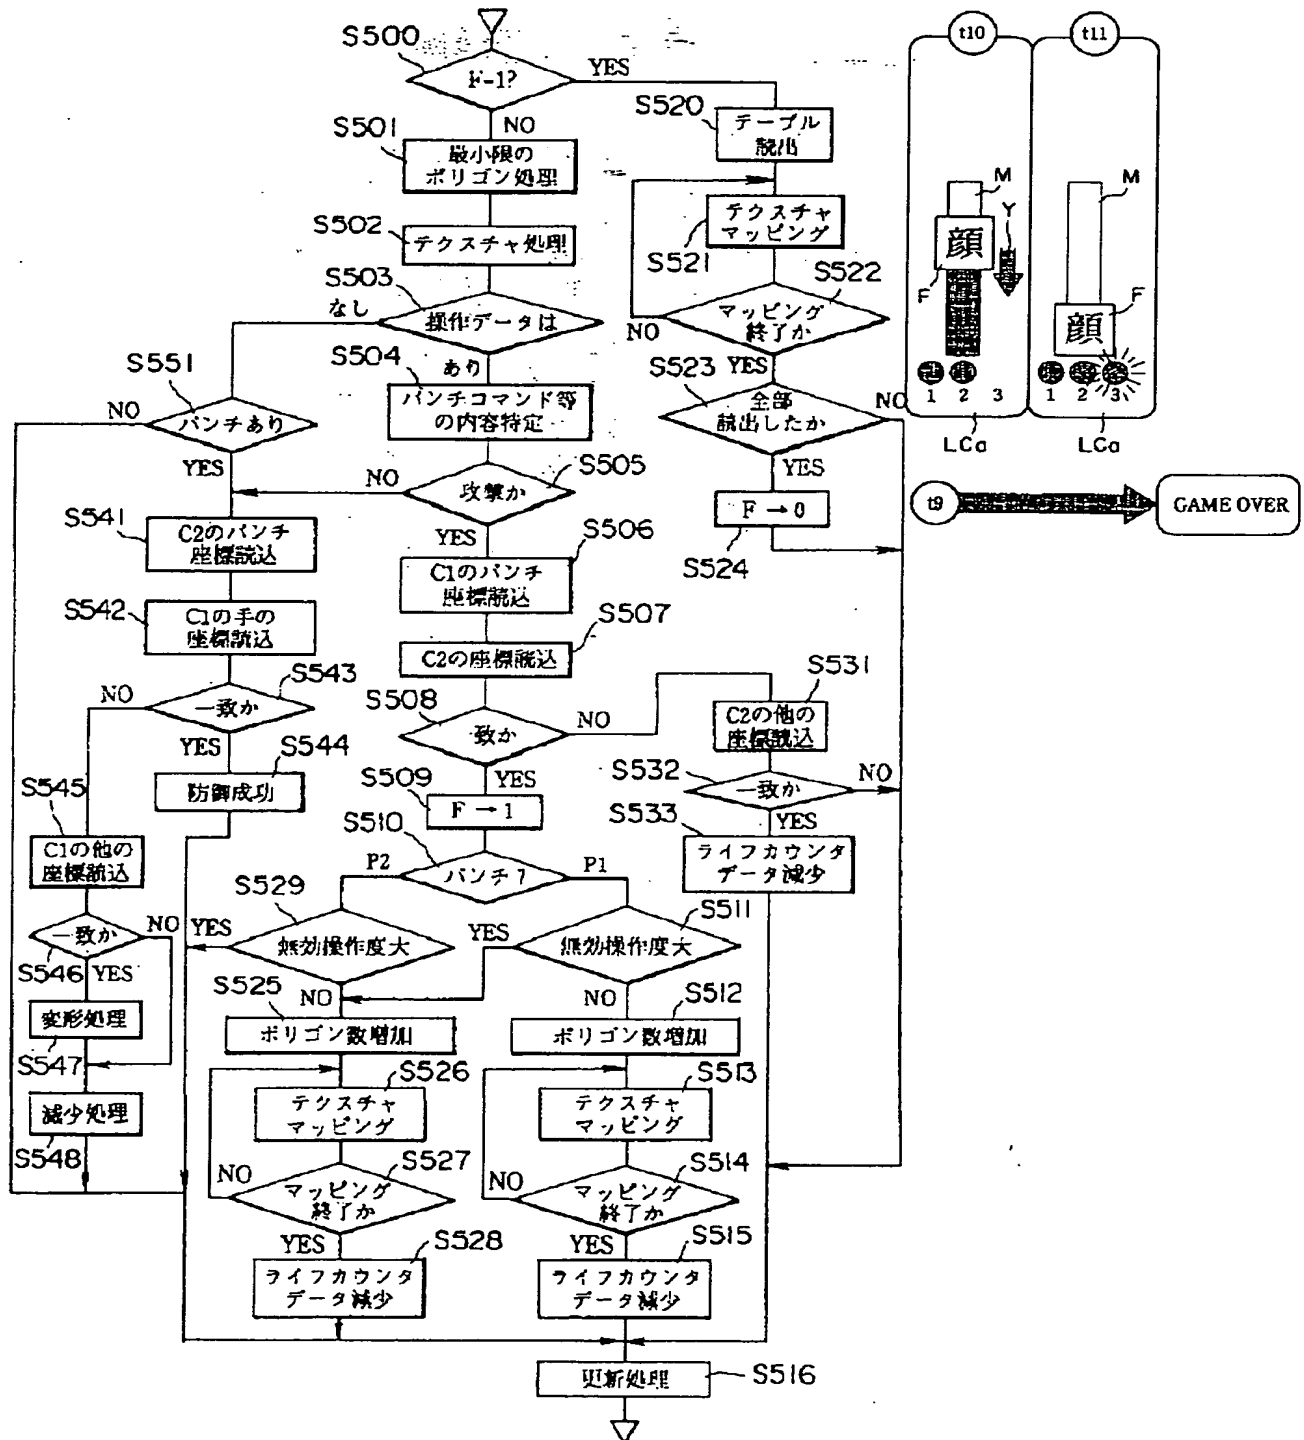 S500
F-1?
YES
NO
S501
最小限の
ポリゴン処理
S502
テクスチャ処理
S503
なし
操作データは
あり
S504
パンチコマンド等
の内容特定
S505
NO
攻撃か
YES
S506
C1のパンチ
座標読込
S507
C2の座標読込
S508
一致か
NO
YES
S509
F→1
S510
P2
パンチ?
P1
S511
YES
無効操作度大
NO
S512
ポリゴン数増加
S513
テクスチャ
マッピング
S514
NO
マッピング
終了か
YES
S515
ライフカウンタ
データ減少
S516
更新処理
S520
テーブル
読出
S521
テクスチャ
マッピング
S522
NO
マッピング
終了か
YES
S523
全部
読出したか
NO
YES
F→0
S524
S531
C2の他の
座標読込
S532
一致か
NO
YES
S533
ライフカウンタ
データ減少
S529
YES
無効操作度大
NO
S525
ポリゴン数増加
S526
テクスチャ
マッピング
S527
NO
マッピング
終了か
YES
S528
ライフカウンタ
データ減少
S551
NO
パンチあり
YES
S541
C2のパンチ
座標読込
S542
C1の手の
座標読込
S543
NO
一致か
YES
S544
防御成功
S545
C1の他の
座標読込
一致か
NO
S546
YES
変形処理
S547
減少処理
S548
t10
M
Y
顔
F
1 2 3
LCa
t11
M
F
顔
1 2 3
LCa
t9
GAME OVER